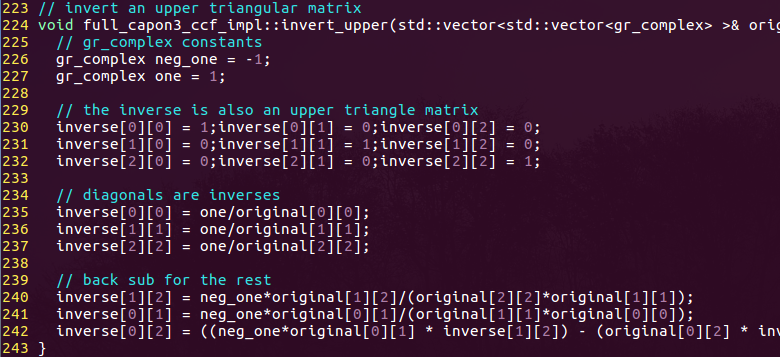 223 // invert an upper triangular matrix
224 void full_capon3_ccf_impl::invert_upper(std::vector<std::vector<gr_complex> >& orig
225   // gr_complex constants
226   gr_complex neg_one = -1;
227   gr_complex one = 1;
228
229   // the inverse is also an upper triangle matrix
230   inverse[0][0] = 1;inverse[0][1] = 0;inverse[0][2] = 0;
231   inverse[1][0] = 0;inverse[1][1] = 1;inverse[1][2] = 0;
232   inverse[2][0] = 0;inverse[2][1] = 0;inverse[2][2] = 1;
233
234   // diagonals are inverses
235   inverse[0][0] = one/original[0][0];
236   inverse[1][1] = one/original[1][1];
237   inverse[2][2] = one/original[2][2];
238
239   // back sub for the rest
240   inverse[1][2] = neg_one*original[1][2]/(original[2][2]*original[1][1]);
241   inverse[0][1] = neg_one*original[0][1]/(original[1][1]*original[0][0]);
242   inverse[0][2] = ((neg_one*original[0][1] * inverse[1][2]) - (original[0][2] * inv
243 }